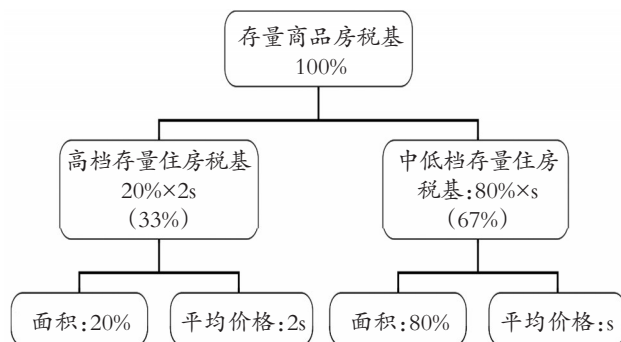 存量商品房税基
100%
高档存量住房税基
20%×2s
(33%)
中低档存量住房
税基:80%×s
(67%)
面积:20%
平均价格:2s
面积:80%
平均价格:s